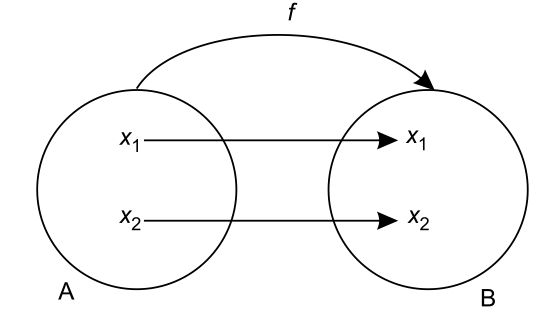 f
x₁ x₁
x₂ x₂
A B